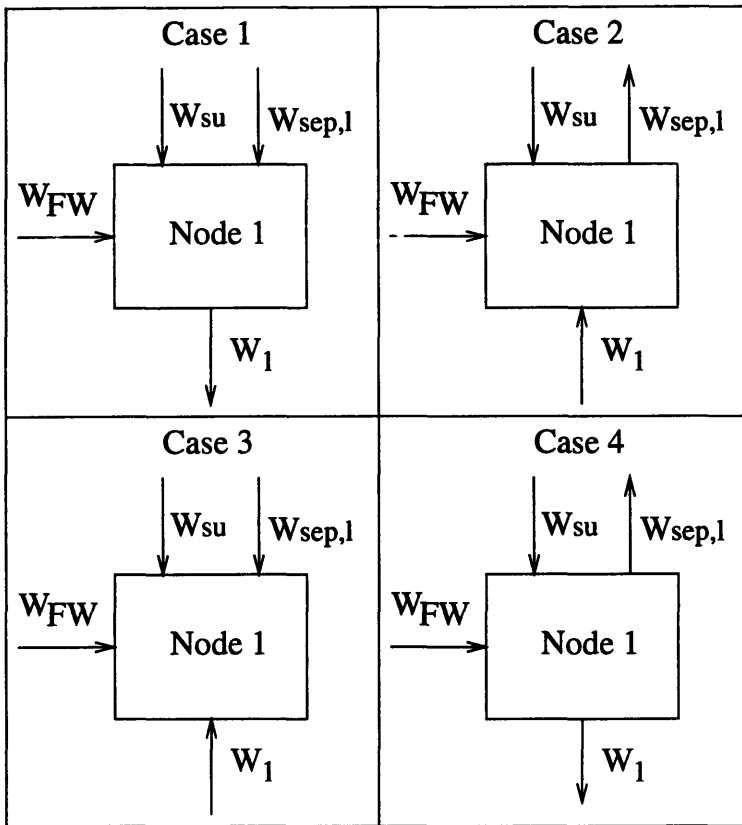 Case 1
Wsu
Wsep,l
WFW
Node 1
W1
Case 2
Wsu
Wsep,l
WFW
Node 1
W1
Case 3
Wsu
Wsep,l
WFW
Node 1
W1
Case 4
Wsu
Wsep,l
WFW
Node 1
W1